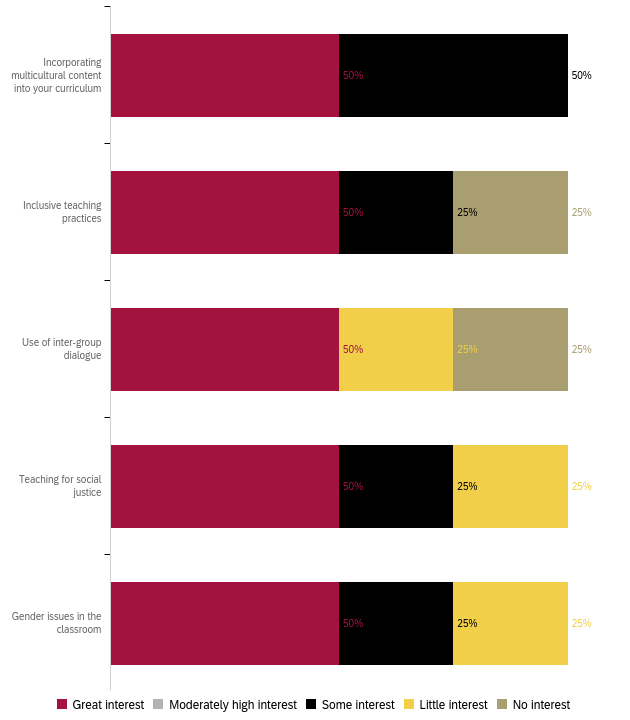 Incorporating
multicultural content
into your curriculum
50%
50%
Inclusive teaching
practices
50%
25%
25%
Use of inter-group
dialogue
50%
25%
25%
Teaching for social
justice
50%
25%
25%
Gender issues in the
classroom
50%
25%
25%
Great interest
Moderately high interest
Some interest
Little interest
No interest